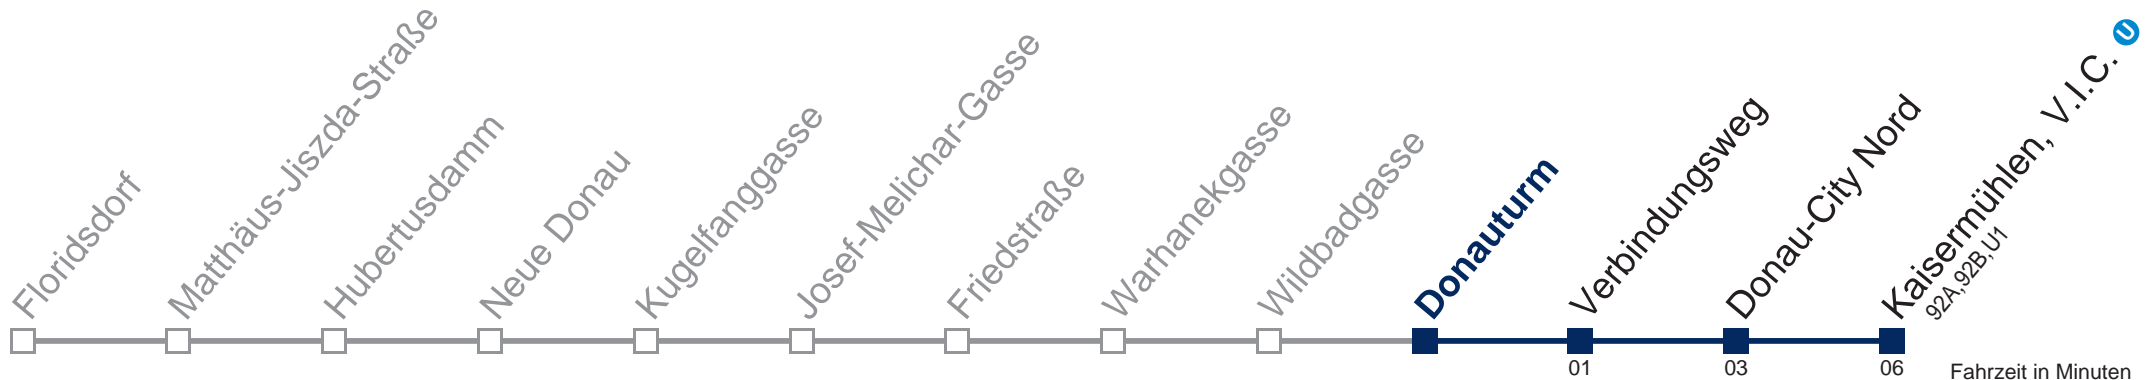 Floridsdorf
Matthäus-Jiszda-Straße
Hubertusdamm
Neue Donau
Kugelfanggasse
Josef-Melichar-Gasse
Friedstraße
Warhanekgasse
Wildbadgasse
Donauturm
Verbindungsweg
Donau-City Nord
Kaisermühlen, V.I.C. U
92A,92B,U1
01
03
06
Fahrzeit in Minuten